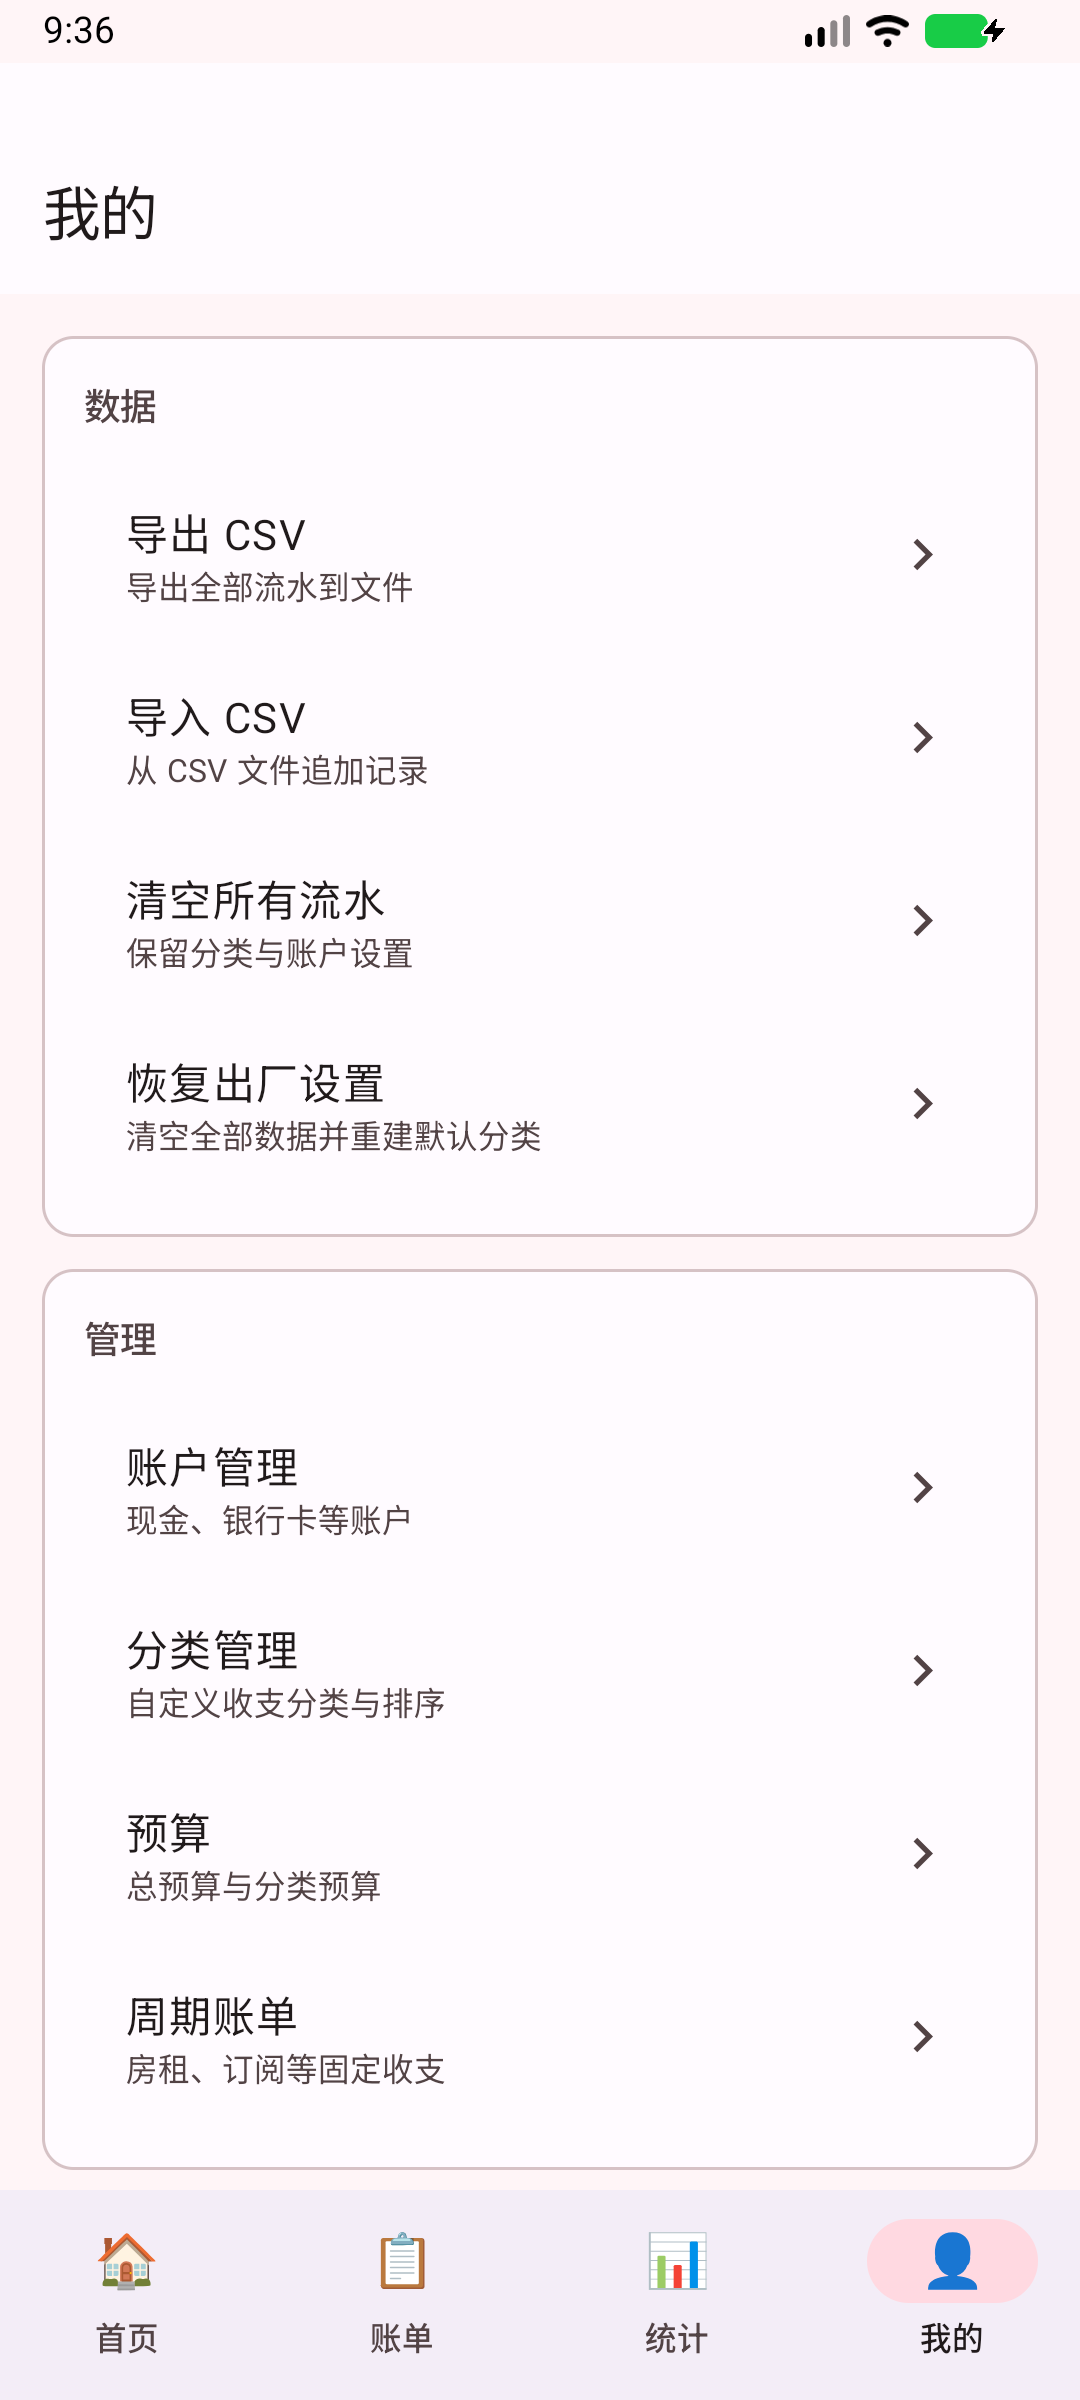 9:36
我的
数据
导出 CSV
导出全部流水到文件
导入 CSV
从 CSV 文件追加记录
清空所有流水
保留分类与账户设置
恢复出厂设置
清空全部数据并重建默认分类
管理
账户管理
现金、银行卡等账户
分类管理
自定义收支分类与排序
预算
总预算与分类预算
周期账单
房租、订阅等固定收支
首页
账单
统计
我的